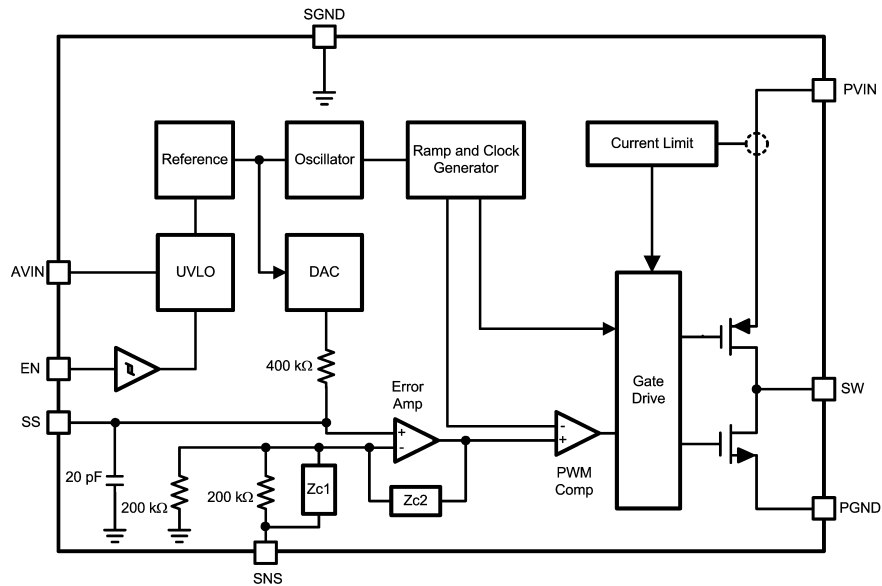 SGND
PVIN
Reference
Oscillator
Ramp and Clock
Generator
Current Limit
AVIN
UVLO
DAC
EN
400 kΩ
Gate
Drive
SW
Error
Amp
SS
+
-
-
+
20 pF
200 kΩ
200 kΩ
Zc1
Zc2
PWM
Comp
PGND
SNS